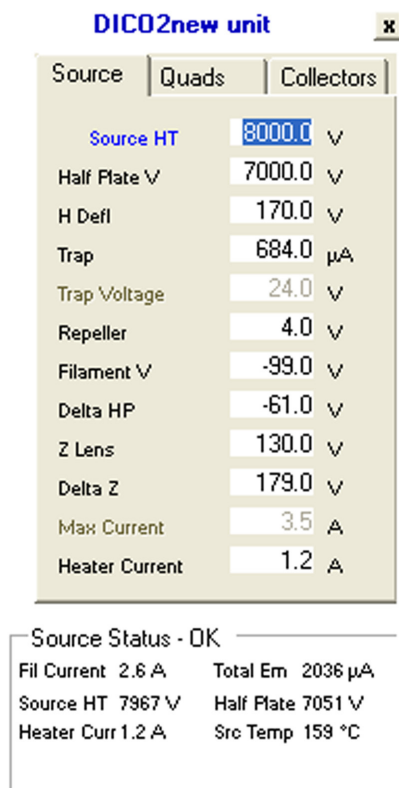 DICO2new unit x
Source Quads Collectors
Source HT 8000.0 V
Half Plate V 7000.0 V
H Defl 170.0 V
Trap 684.0 µA
Trap Voltage 24.0 V
Repeller 4.0 V
Filament V -99.0 V
Delta HP -61.0 V
Z Lens 130.0 V
Delta Z 179.0 V
Max Current 3.5 A
Heater Current 1.2 A
Source Status - OK
Fil Current 2.6 A Total Em 2036 µA
Source HT 7967 V Half Plate 7051 V
Heater Curr 1.2 A Src Temp 159 °C